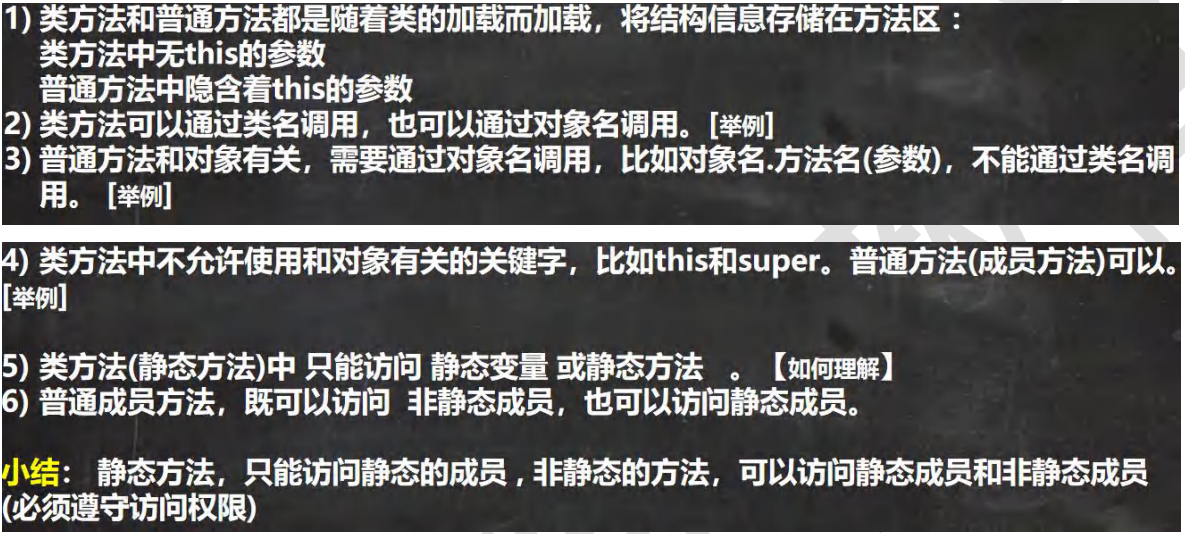 1) 类方法和普通方法都是随着类的加载而加载，将结构信息存储在方法区：
类方法中无this的参数
普通方法中隐含着this的参数
2) 类方法可以通过类名调用，也可以通过对象名调用。[举例]
3) 普通方法和对象有关，需要通过对象名调用，比如对象名.方法名(参数)，不能通过类名调
用。 [举例]
4) 类方法中不允许使用和对象有关的关键字，比如this和super。普通方法(成员方法)可以。
[举例]
5) 类方法(静态方法)中 只能访问 静态变量 或静态方法 。【如何理解】
6) 普通成员方法，既可以访问 非静态成员，也可以访问静态成员。
小结： 静态方法，只能访问静态的成员 , 非静态的方法，可以访问静态成员和非静态成员
(必须遵守访问权限)